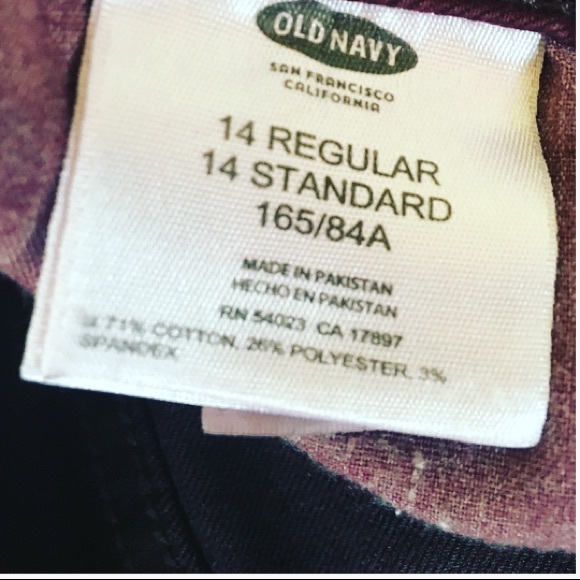 OLD NAVY
SAN FRANCISCO
CALIFORNIA
14 REGULAR
14 STANDARD
165/84A
MADE IN PAKISTAN
HECHO EN PAKISTAN
RN 54023 CA 17897
71% COTTON, 26% POLYESTER, 3%
SPANDEX